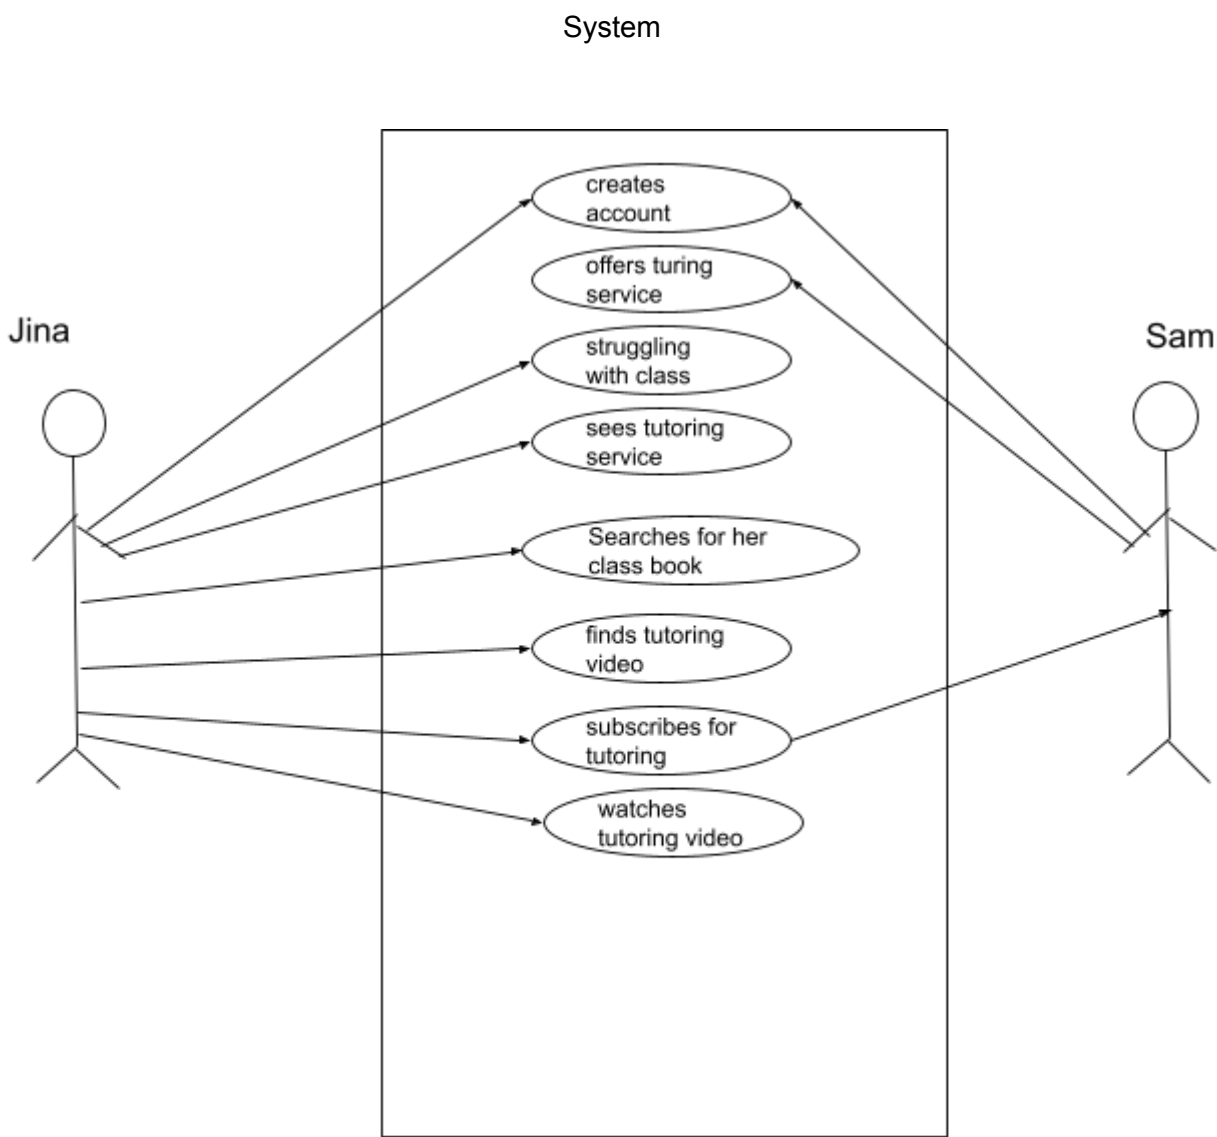 System
creates
account
offers turing
service
Jina
Sam
struggling
with class
sees tutoring
service
Searches for her
class book
finds tutoring
video
subscribes for
tutoring
watches
tutoring video